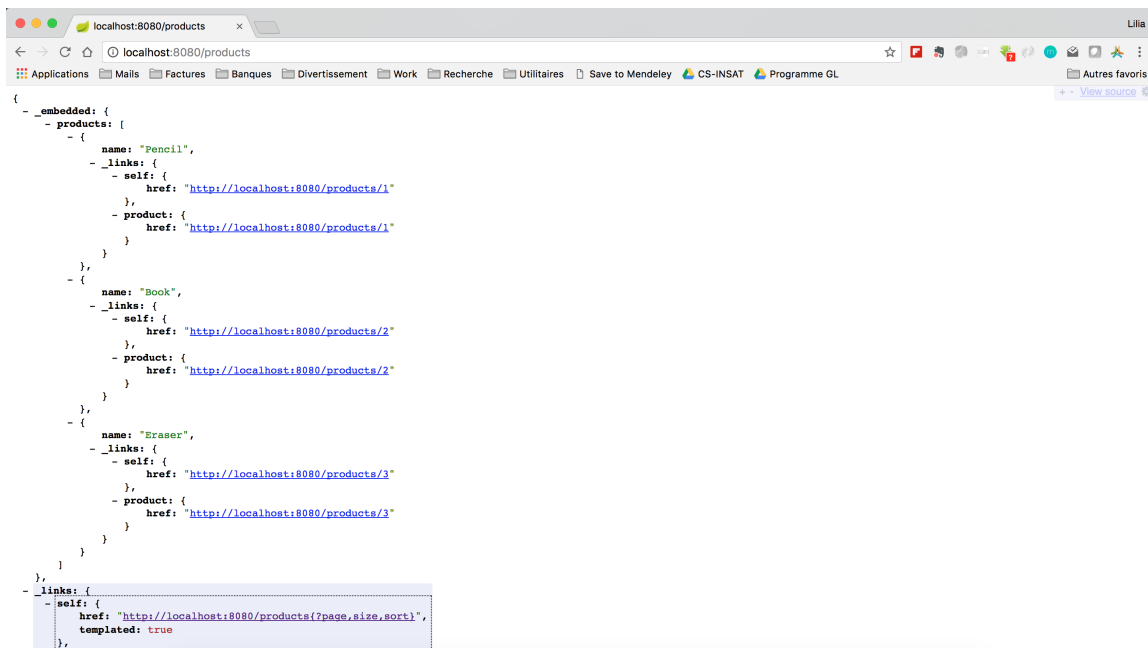 localhost:8080/products
Lilia
localhost:8080/products
Applications Mails Factures Banques Divertissement Work Recherche Utilitaires Save to Mendeley CS-INSAT Programme GL Autres favoris
+ - View source
{
- _embedded: {
- products: [
- {
name: "Pencil",
- _links: {
- self: {
href: "http://localhost:8080/products/1"
},
- product: {
href: "http://localhost:8080/products/1"
}
}
},
- {
name: "Book",
- _links: {
- self: {
href: "http://localhost:8080/products/2"
},
- product: {
href: "http://localhost:8080/products/2"
}
}
},
- {
name: "Eraser",
- _links: {
- self: {
href: "http://localhost:8080/products/3"
},
- product: {
href: "http://localhost:8080/products/3"
}
}
}
]
},
- _links: {
- self: {
href: "http://localhost:8080/products{?page,size,sort}",
templated: true
},